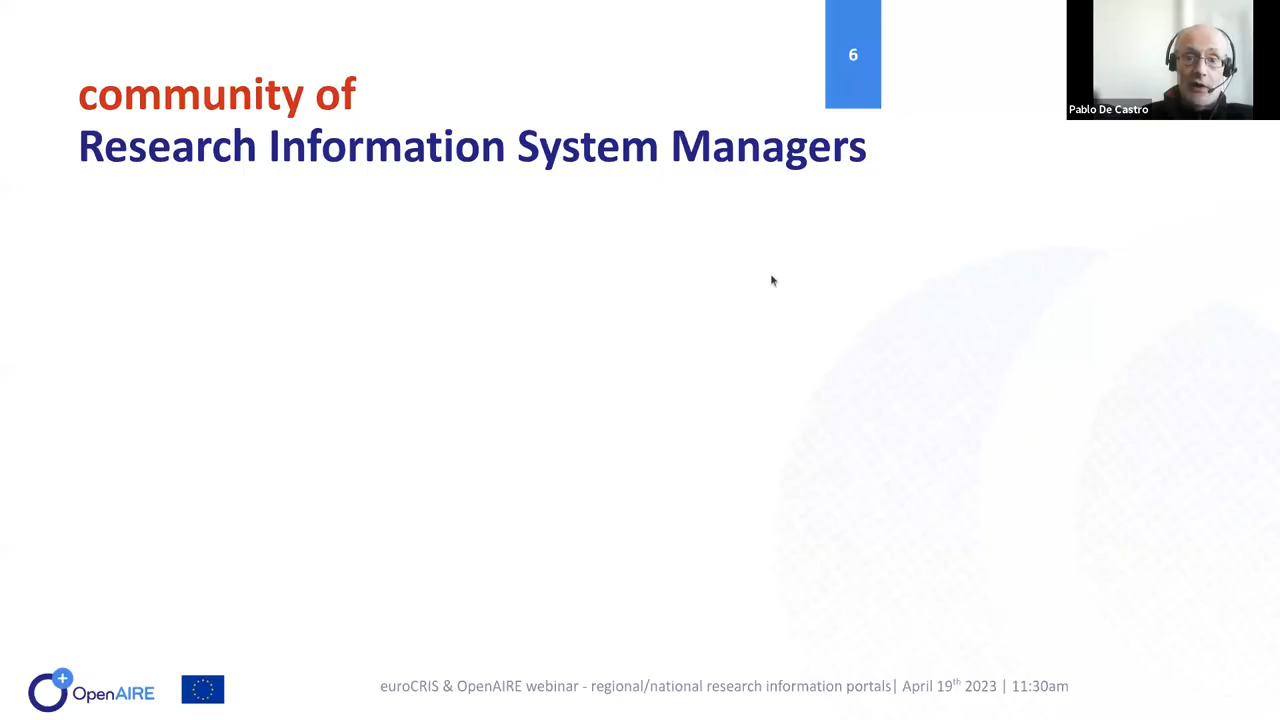 6
Pablo De Castro
community of
Research Information System Managers
OpenAIRE
euroCRIS & OpenAIRE webinar - regional/national research information portals| April 19th 2023 | 11:30am